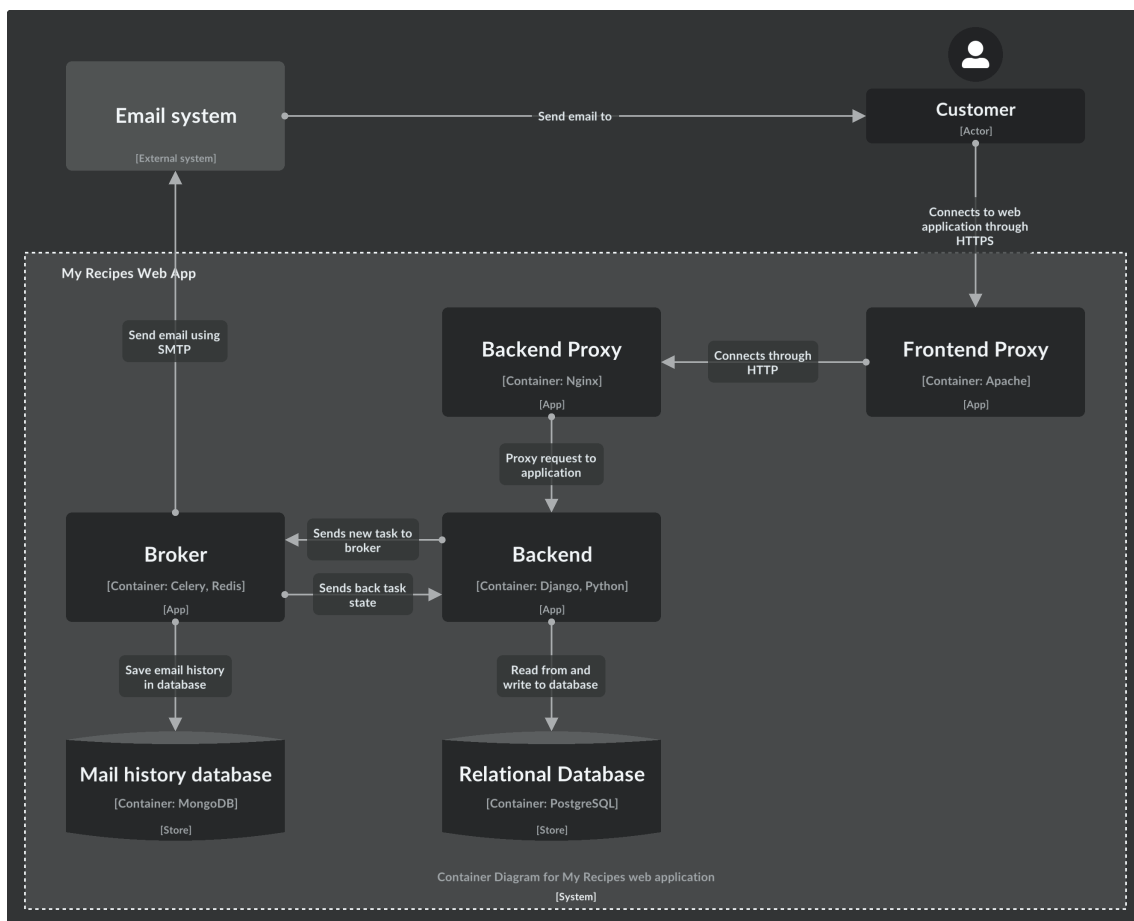 Email system
[External system]
Send email to
Customer
[Actor]
Connects to web
application through
HTTPS
My Recipes Web App
Send email using
SMTP
Backend Proxy
[Container: Nginx]
[App]
Connects through
HTTP
Frontend Proxy
[Container: Apache]
[App]
Proxy request to
application
Broker
[Container: Celery, Redis]
[App]
Sends new task to
broker
Sends back task
state
Backend
[Container: Django, Python]
[App]
Save email history
in database
Read from and
write to database
Mail history database
[Container: MongoDB]
[Store]
Relational Database
[Container: PostgreSQL]
[Store]
Container Diagram for My Recipes web application
[System]